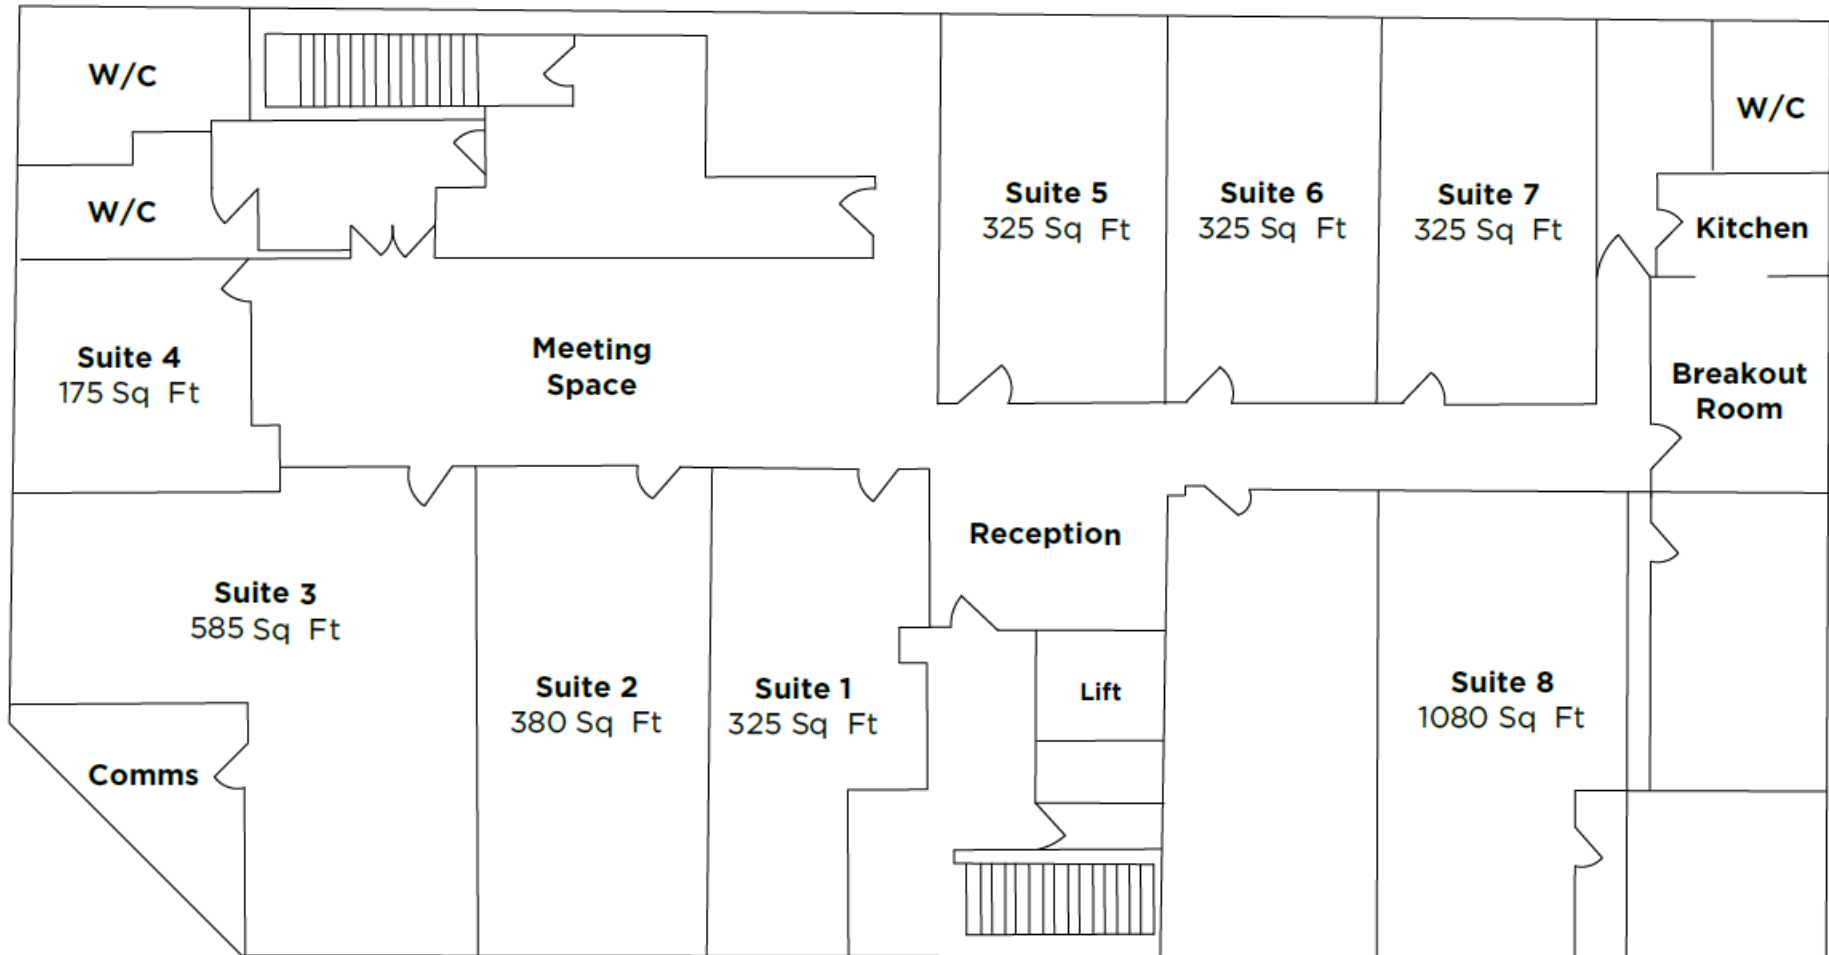 W/C
W/C
W/C
Suite 5
325 Sq Ft
Suite 6
325 Sq Ft
Suite 7
325 Sq Ft
Kitchen
Suite 4
175 Sq Ft
Meeting
Space
Breakout
Room
Reception
Suite 3
585 Sq Ft
Suite 2
380 Sq Ft
Suite 1
325 Sq Ft
Lift
Suite 8
1080 Sq Ft
Comms